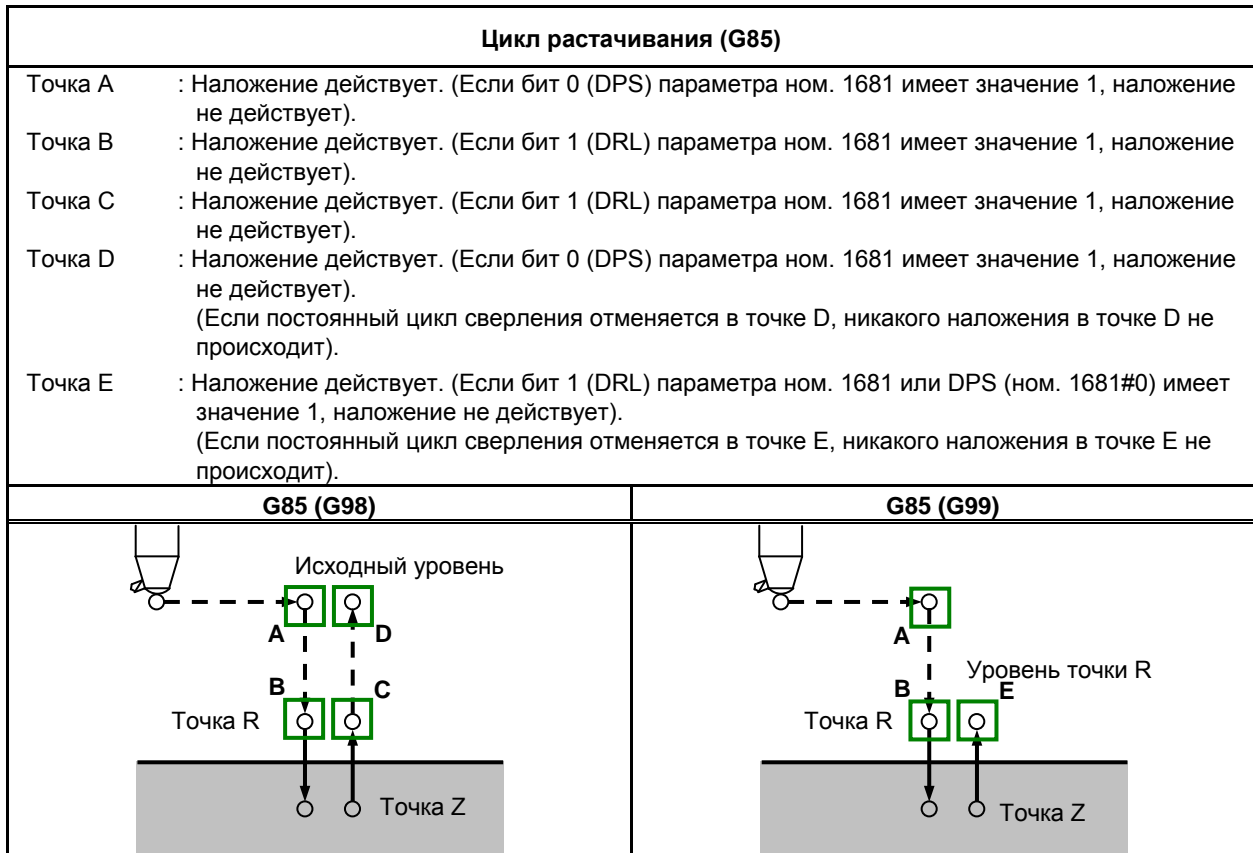 Цикл растачивания (G85)
Точка A : Наложение действует. (Если бит 0 (DPS) параметра ном. 1681 имеет значение 1, наложение
не действует).
Точка B : Наложение действует. (Если бит 1 (DRL) параметра ном. 1681 имеет значение 1, наложение
не действует).
Точка C : Наложение действует. (Если бит 1 (DRL) параметра ном. 1681 имеет значение 1, наложение
не действует).
Точка D : Наложение действует. (Если бит 0 (DPS) параметра ном. 1681 имеет значение 1, наложение
не действует).
(Если постоянный цикл сверления отменяется в точке D, никакого наложения в точке D не
происходит).
Точка E : Наложение действует. (Если бит 1 (DRL) параметра ном. 1681 или DPS (ном. 1681#0) имеет
значение 1, наложение не действует).
(Если постоянный цикл сверления отменяется в точке E, никакого наложения в точке E не
происходит).
G85 (G98)
G85 (G99)
Исходный уровень
A
D
B
C
Точка R
Точка Z
A
Уровень точки R
B
E
Точка R
Точка Z